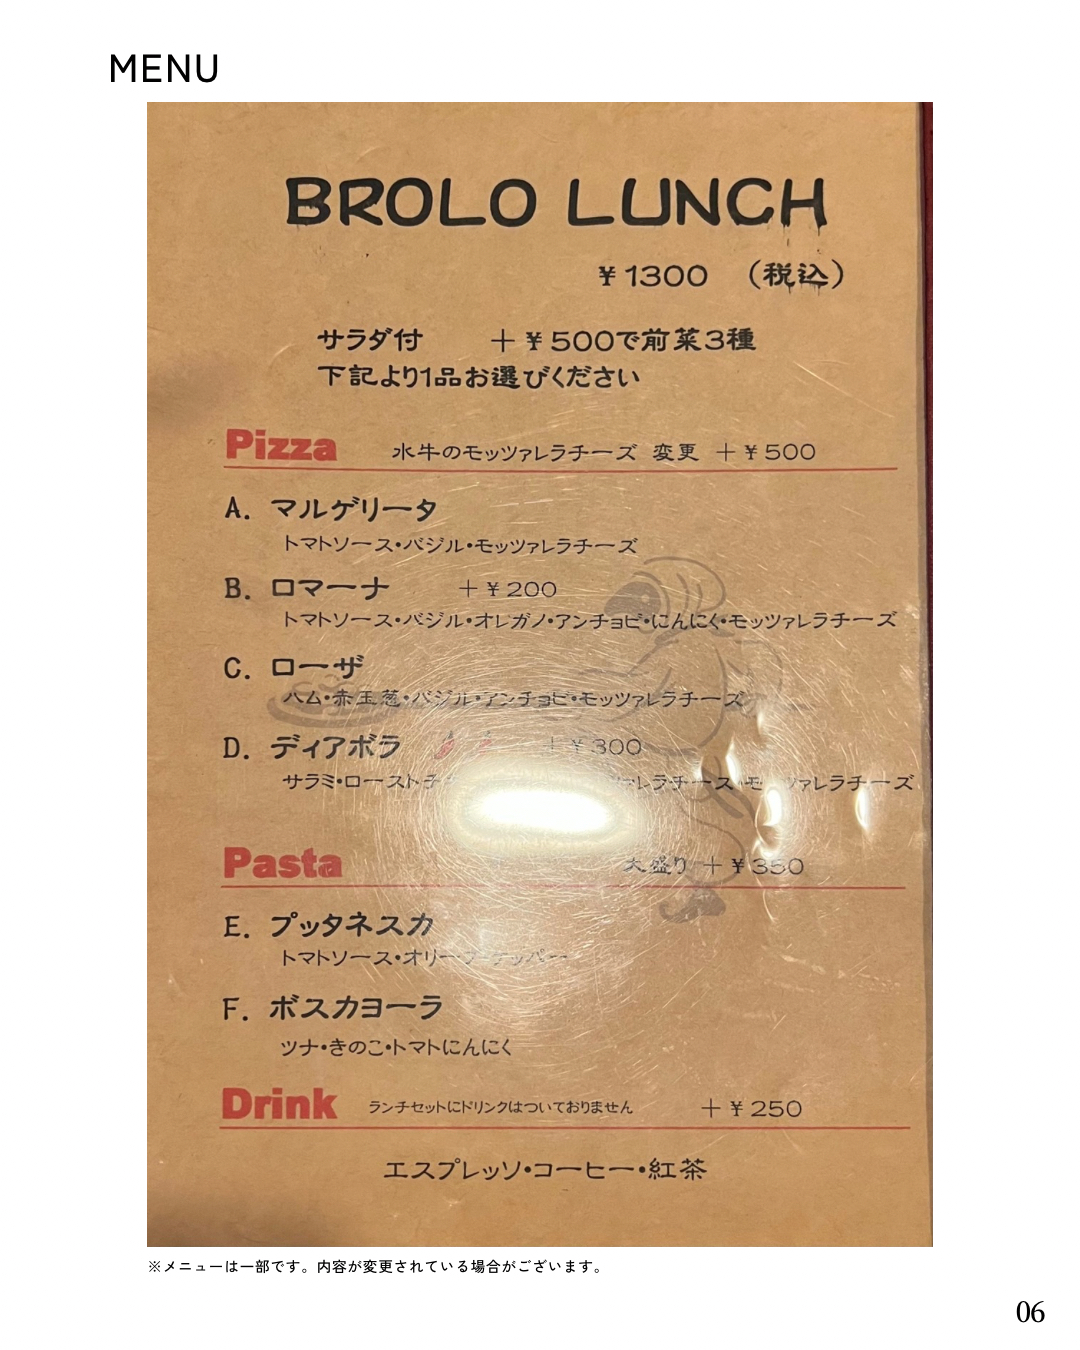 MENU
BROLO LUNCH
¥1300 （税込）
サラダ付 ＋¥500で前菜3種
下記より1品お選びください
Pizza 水牛のモッツァレラチーズ 変更 ＋¥500
A. マルゲリータ
トマトソース・バジル・モッツァレラチーズ
B. ロマーナ ＋¥200
トマトソース・バジル・オレガノ・アンチョビ・にんにく・モッツァレラチーズ
C. ローザ
ハム・赤玉葱・バジル・アンチョビ・モッツァレラチーズ
D. ディアボラ ＋¥300
サラミ・ロースト ァレラチーズ
Pasta 大盛り ＋¥350
E. プッタネスカ
トマトソース・オリーブ・ケッパー
F. ボスカヨーラ
ツナ・きのこ・トマトにんにく
Drink ランチセットにドリンクはついておりません ＋¥250
エスプレッソ・コーヒー・紅茶
※メニューは一部です。内容が変更されている場合がございます。
06